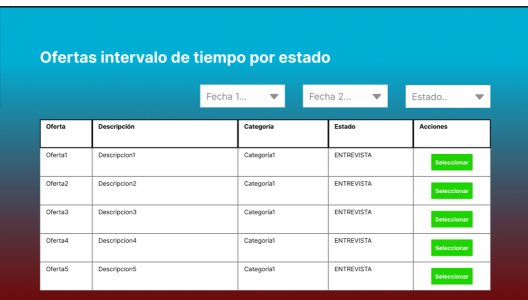 Ofertas intervalo de tiempo por estado
Fecha 1... Fecha 2... Estado..
Oferta Descripción Categoría Estado Acciones
Oferta1 Descripcion1 Categoría1 ENTREVISTA Seleccionar
Oferta2 Descripcion2 Categoría1 ENTREVISTA Seleccionar
Oferta3 Descripcion3 Categoría1 ENTREVISTA Seleccionar
Oferta4 Descripcion4 Categoría1 ENTREVISTA Seleccionar
Oferta5 Descripcion5 Categoría1 ENTREVISTA Seleccionar